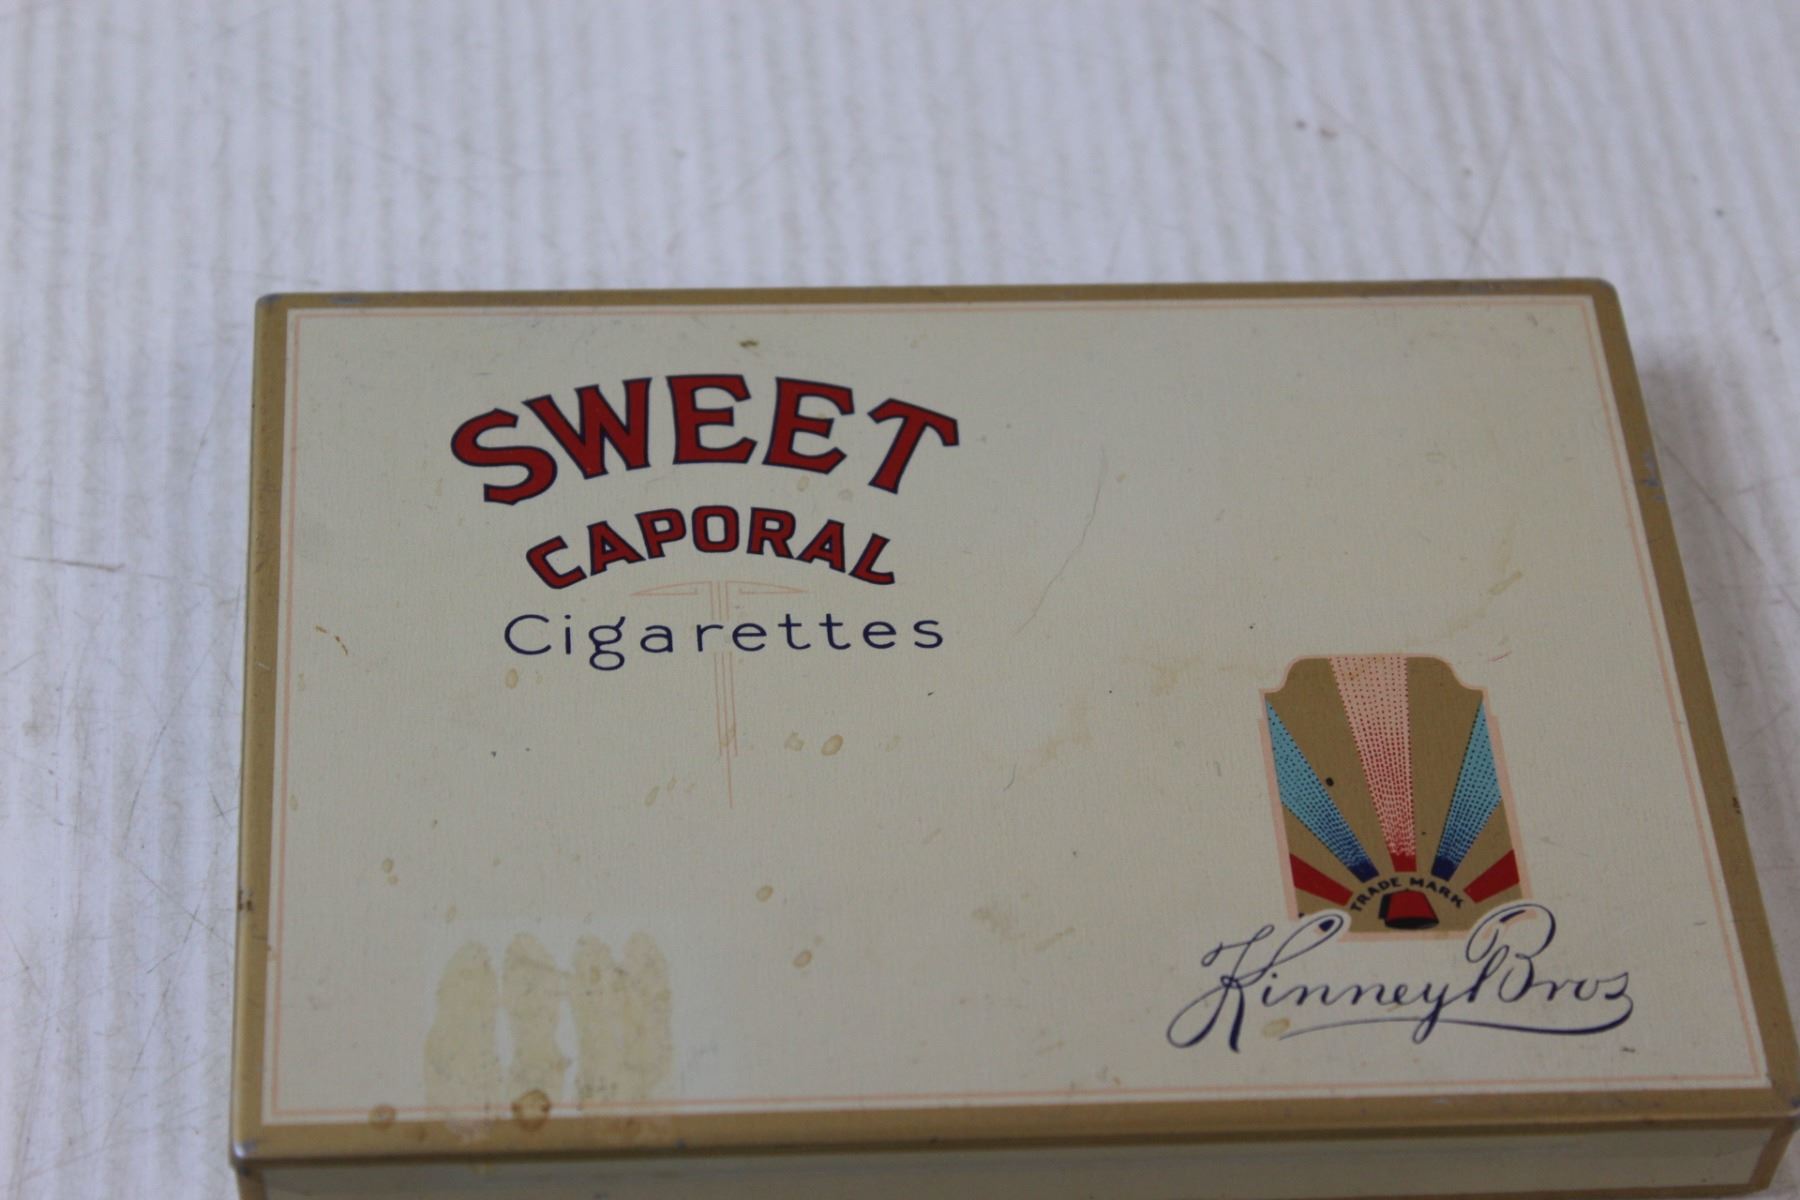 SWEET
CAPORAL
Cigarettes
TRADE MARK
Kinney Bros